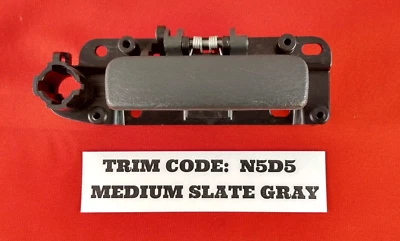 TRIM CODE: N5D5
MEDIUM SLATE GRAY